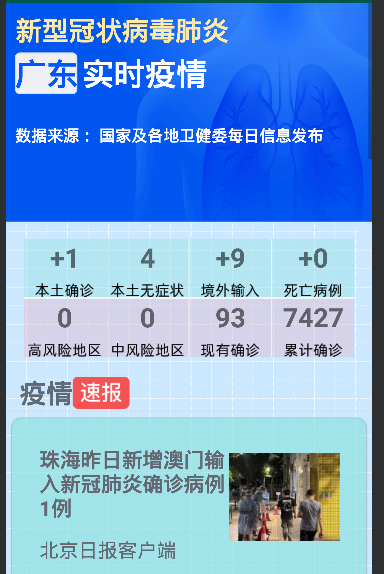 新型冠状病毒肺炎
广东 实时疫情
数据来源： 国家及各地卫健委每日信息发布
+1 4 +9 +0
本土确诊 本土无症状 境外输入 死亡病例
0 0 93 7427
高风险地区 中风险地区 现有确诊 累计确诊
疫情 速报
珠海昨日新增澳门输
入新冠肺炎确诊病例
1例
北京日报客户端